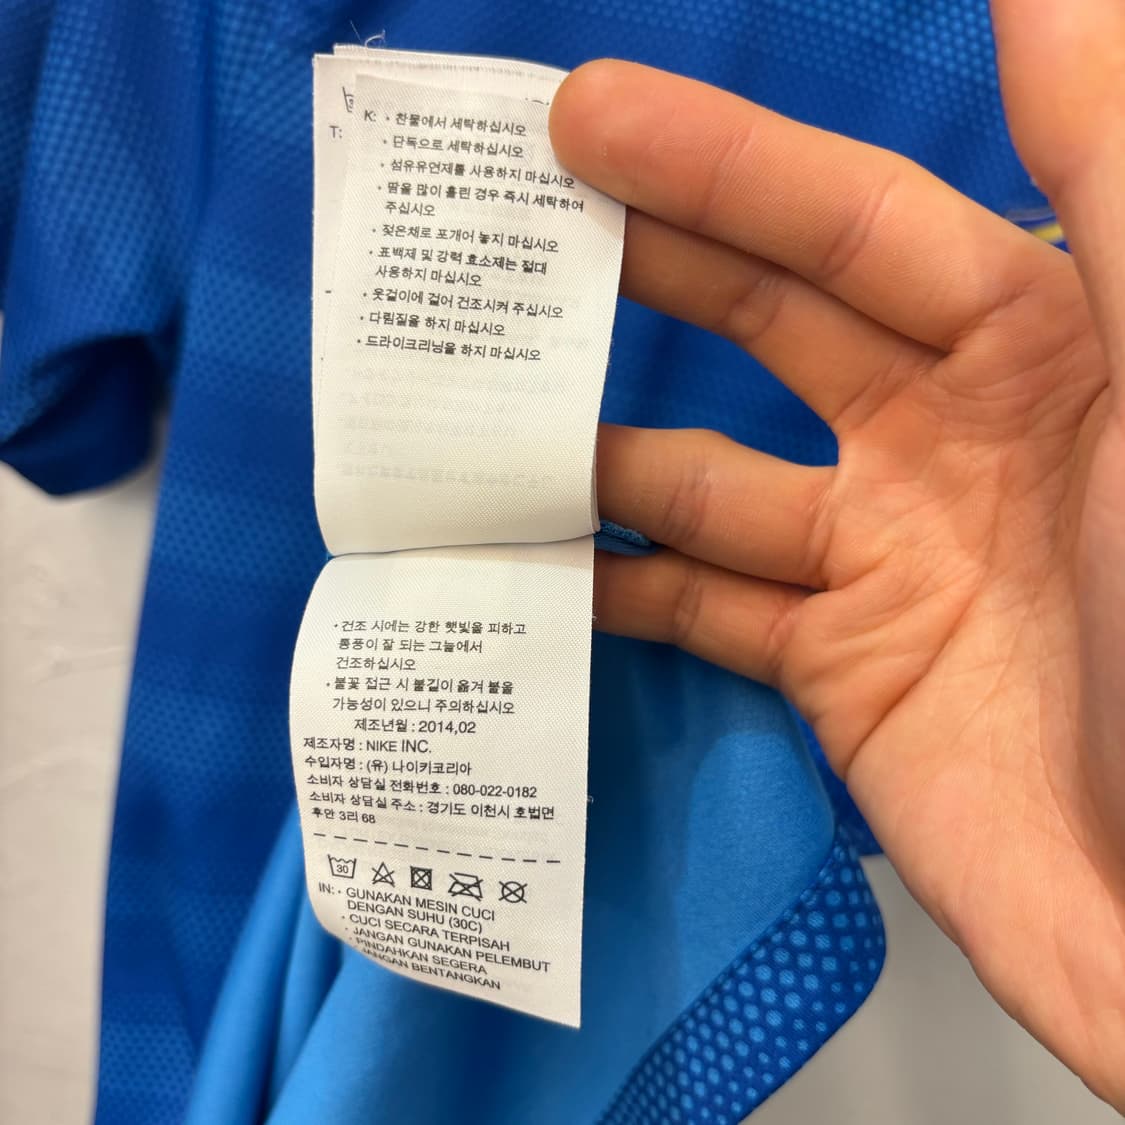 T:
K: • 찬물에서 세탁하십시오
• 단독으로 세탁하십시오
• 섬유유연제를 사용하지 마십시오
• 땀을 많이 흘린 경우 즉시 세탁하여
주십시오
• 젖은채로 포개어 놓지 마십시오
• 표백제 및 강력 효소제는 절대
사용하지 마십시오
• 옷걸이에 걸어 건조시켜 주십시오
• 다림질을 하지 마십시오
• 드라이크리닝을 하지 마십시오
• 건조 시에는 강한 햇빛을 피하고
통풍이 잘 되는 그늘에서
건조하십시오
• 불꽃 접근 시 불길이 옮겨 붙을
가능성이 있으니 주의하십시오
제조년월 : 2014,02
제조자명 : NIKE INC.
수입자명 : (유) 나이키코리아
소비자 상담실 전화번호 : 080-022-0182
소비자 상담실 주소 : 경기도 이천시 호법면
후안 3리 68
30
IN: • GUNAKAN MESIN CUCI
DENGAN SUHU (30C)
• CUCI SECARA TERPISAH
• JANGAN GUNAKAN PELEMBUT
• PINDAHKAN SEGERA
• JANGAN BENTANGKAN